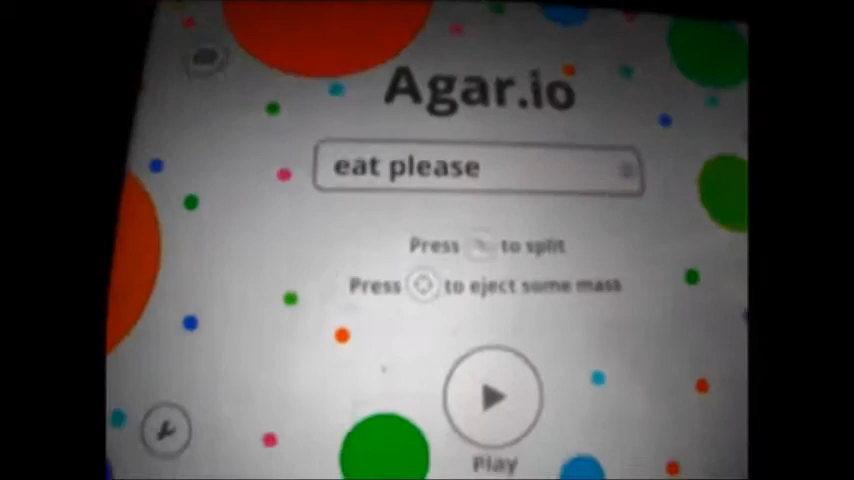 Agar.io
eat please
Press to split
Press to eject some mass
Play